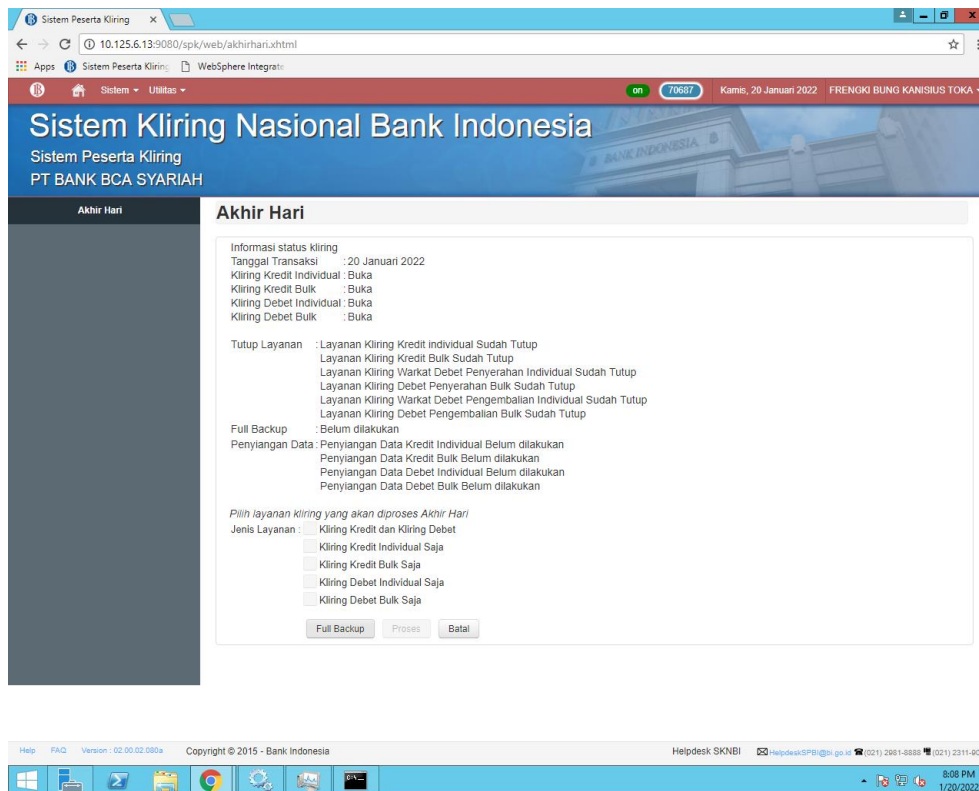 Sistem Peserta Kliring
10.125.6.13:9080/spk/web/akhirhari.xhtml
Apps Sistem Peserta Kliring WebSphere Integrate
Sistem Utilitas on 70687 Kamis, 20 Januari 2022 FRENGKI BUNG KANISIUS TOKA
Sistem Kliring Nasional Bank Indonesia
BANK INDONESIA
Sistem Peserta Kliring
PT BANK BCA SYARIAH
Akhir Hari
Akhir Hari
Informasi status kliring
Tanggal Transaksi : 20 Januari 2022
Kliring Kredit Individual : Buka
Kliring Kredit Bulk : Buka
Kliring Debet Individual : Buka
Kliring Debet Bulk : Buka
Tutup Layanan : Layanan Kliring Kredit individual Sudah Tutup
Layanan Kliring Kredit Bulk Sudah Tutup
Layanan Kliring Warkat Debet Penyerahan Individual Sudah Tutup
Layanan Kliring Debet Penyerahan Bulk Sudah Tutup
Layanan Kliring Warkat Debet Pengembalian Individual Sudah Tutup
Layanan Kliring Debet Pengembalian Bulk Sudah Tutup
Full Backup : Belum dilakukan
Penyiangan Data : Penyiangan Data Kredit Individual Belum dilakukan
Penyiangan Data Kredit Bulk Belum dilakukan
Penyiangan Data Debet Individual Belum dilakukan
Penyiangan Data Debet Bulk Belum dilakukan
Pilih layanan kliring yang akan diproses Akhir Hari
Jenis Layanan : Kliring Kredit dan Kliring Debet
Kliring Kredit Individual Saja
Kliring Kredit Bulk Saja
Kliring Debet Individual Saja
Kliring Debet Bulk Saja
Full Backup Proses Batal
Help FAQ Version : 02.00.02.080a Copyright © 2015 - Bank Indonesia Helpdesk SKNBI HelpdeskSPBI@bi.go.id (021) 2981-8888 (021) 2311-90
8:08 PM
1/20/2022